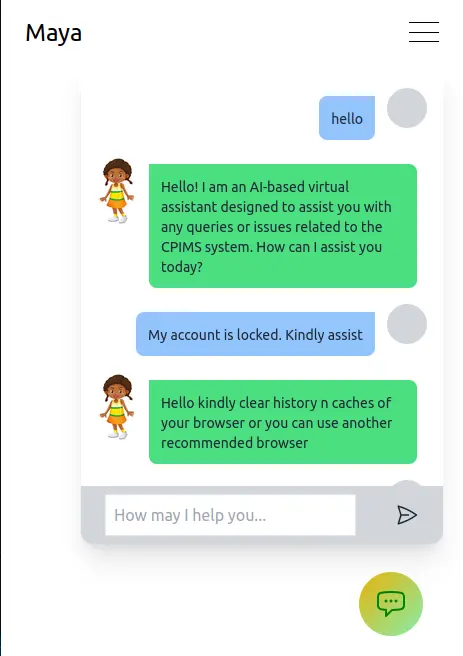 Maya
hello
Hello! I am an AI-based virtual
assistant designed to assist you with
any queries or issues related to the
CPIMS system. How can I assist you
today?
My account is locked. Kindly assist
Hello kindly clear history n caches of
your browser or you can use another
recommended browser
How may I help you...